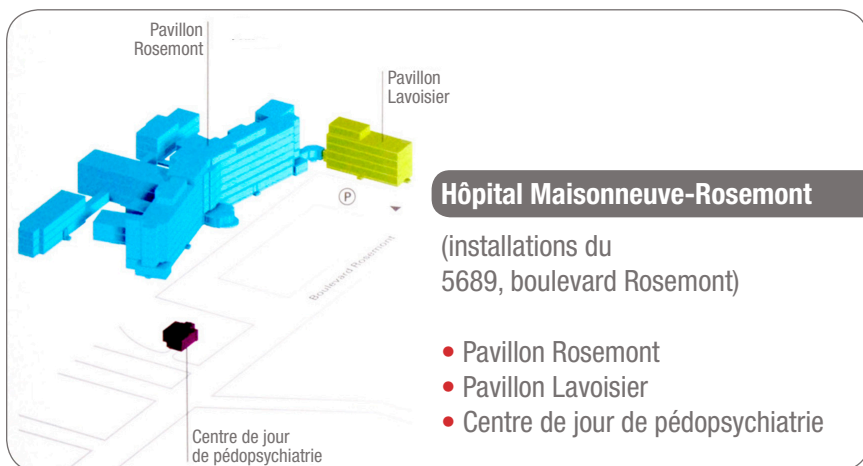 Pavillon
Rosemont
Pavillon
Lavoisier
P
Boulevard Rosemont
Centre de jour
de pédopsychiatrie
Hôpital Maisonneuve-Rosemont
(installations du
5689, boulevard Rosemont)
• Pavillon Rosemont
• Pavillon Lavoisier
• Centre de jour de pédopsychiatrie